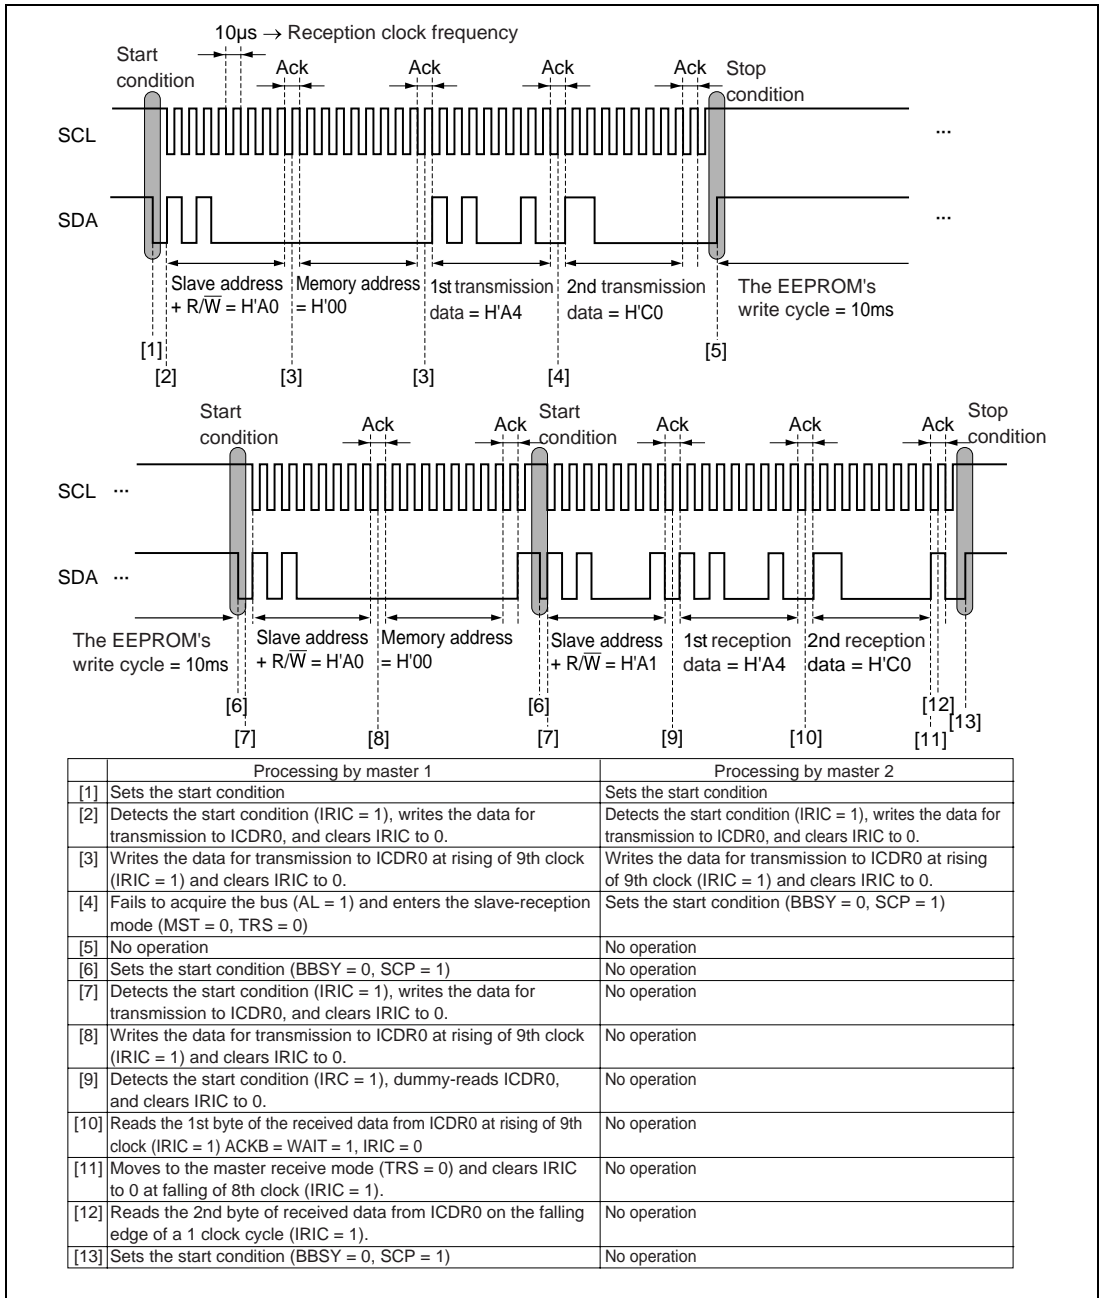 10µs → Reception clock frequency
Start condition
Ack
Ack
Ack
Ack
Stop condition
SCL
...
SDA
...
Slave address + R/W̅ = H'A0
Memory address = H'00
1st transmission data = H'A4
2nd transmission data = H'C0
The EEPROM's write cycle = 10ms
[1]
[2]
[3]
[3]
[4]
[5]
Start condition
Ack
Ack
Start condition
Ack
Ack
Ack
Stop condition
SCL ...
SDA ...
The EEPROM's write cycle = 10ms
Slave address + R/W̅ = H'A0
Memory address = H'00
Slave address + R/W̅ = H'A1
1st reception data = H'A4
2nd reception data = H'C0
[6]
[7]
[8]
[6]
[7]
[9]
[10]
[11]
[12]
[13]
Processing by master 1
Processing by master 2
[1] Sets the start condition
Sets the start condition
[2] Detects the start condition (IRIC = 1), writes the data for
transmission to ICDR0, and clears IRIC to 0.
Detects the start condition (IRIC = 1), writes the data for
transmission to ICDR0, and clears IRIC to 0.
[3] Writes the data for transmission to ICDR0 at rising of 9th clock
(IRIC = 1) and clears IRIC to 0.
Writes the data for transmission to ICDR0 at rising
of 9th clock (IRIC = 1) and clears IRIC to 0.
[4] Fails to acquire the bus (AL = 1) and enters the slave-reception
mode (MST = 0, TRS = 0)
Sets the start condition (BBSY = 0, SCP = 1)
[5] No operation
No operation
[6] Sets the start condition (BBSY = 0, SCP = 1)
No operation
[7] Detects the start condition (IRIC = 1), writes the data for
transmission to ICDR0, and clears IRIC to 0.
No operation
[8] Writes the data for transmission to ICDR0 at rising of 9th clock
(IRIC = 1) and clears IRIC to 0.
No operation
[9] Detects the start condition (IRC = 1), dummy-reads ICDR0,
and clears IRIC to 0.
No operation
[10] Reads the 1st byte of the received data from ICDR0 at rising of 9th
clock (IRIC = 1) ACKB = WAIT = 1, IRIC = 0
No operation
[11] Moves to the master receive mode (TRS = 0) and clears IRIC
to 0 at falling of 8th clock (IRIC = 1).
No operation
[12] Reads the 2nd byte of received data from ICDR0 on the falling
edge of a 1 clock cycle (IRIC = 1).
No operation
[13] Sets the start condition (BBSY = 0, SCP = 1)
No operation